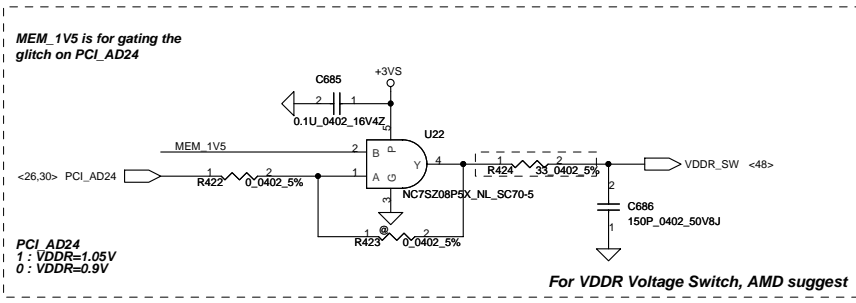 MEM_1V5 is for gating the
glitch on PCI_AD24
+3VS
C685
2
1
0.1U_0402_16V4Z
5
U22
MEM_1V5
2
B
P
Y
4
<26,30>
PCI_AD24
1
2
R422
0_0402_5%
1
A
G
3
NC7SZ08P5X_NL_SC70-5
1
2
R424
33_0402_5%
VDDR_SW
<48>
2
C686
1
150P_0402_50V8J
@
1
2
R423
0_0402_5%
PCI_AD24
1 : VDDR=1.05V
0 : VDDR=0.9V
For VDDR Voltage Switch, AMD suggest